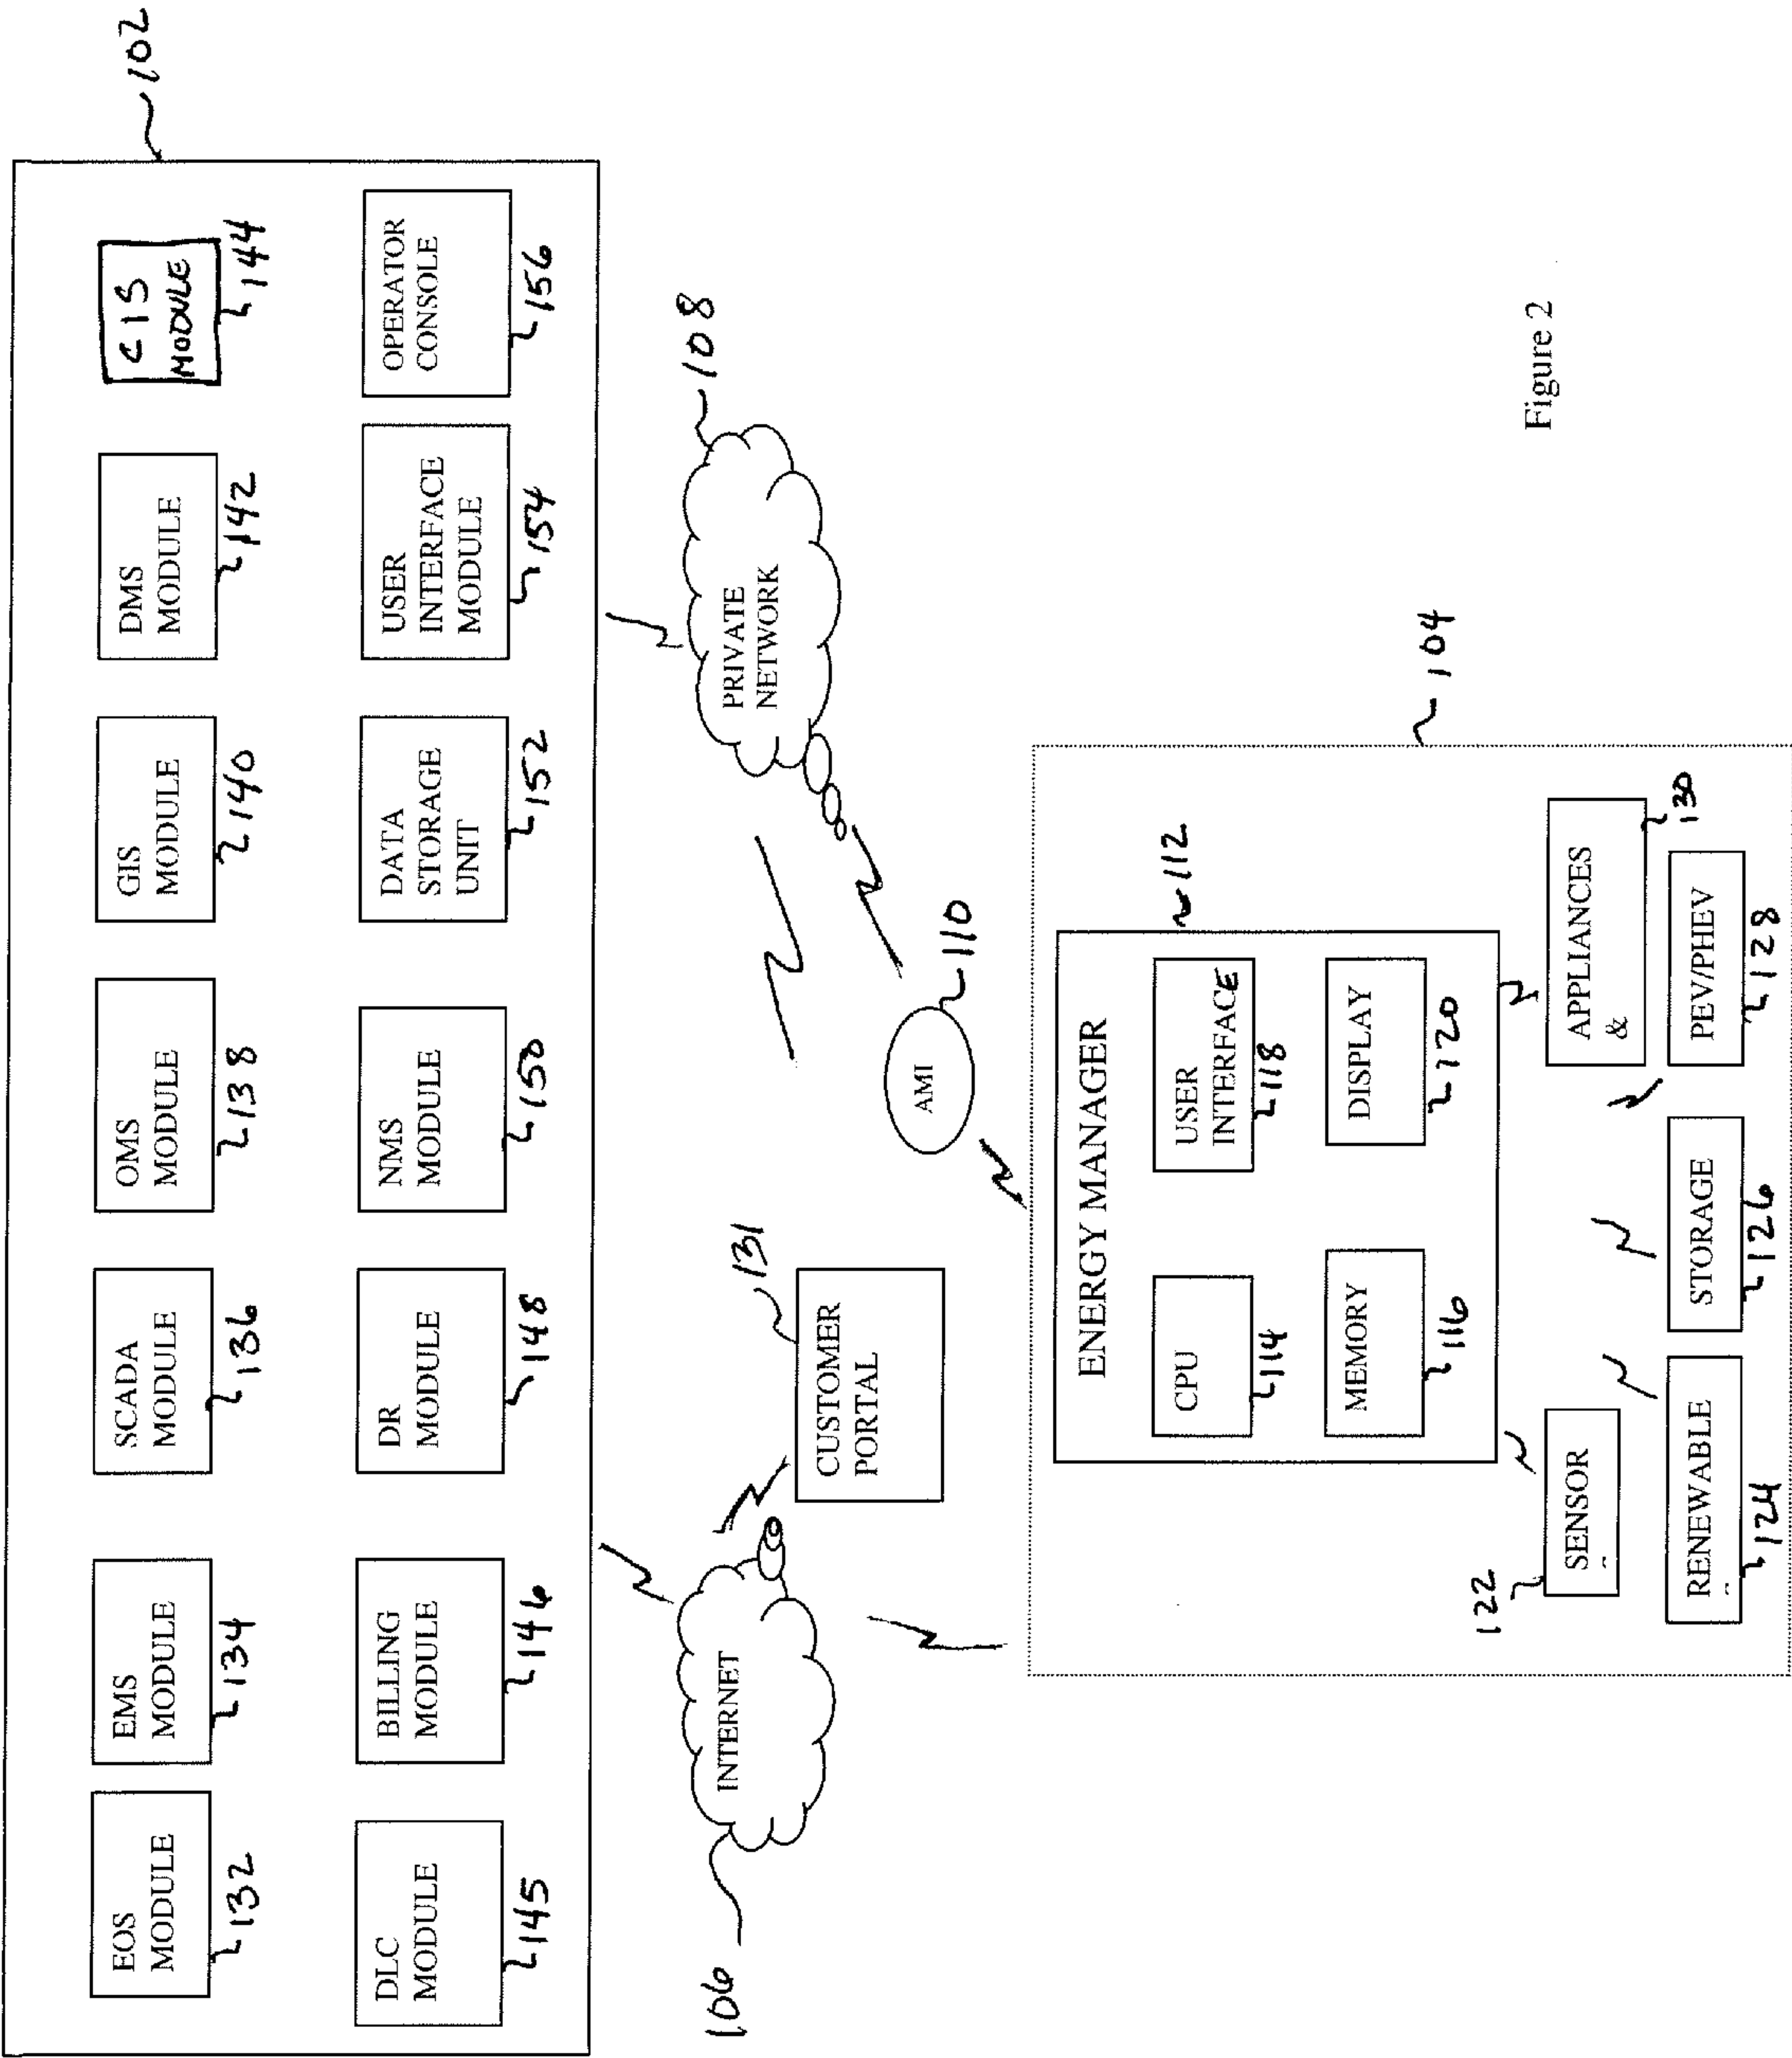 102
EOS
MODULE
132
EMS
MODULE
134
SCADA
MODULE
136
OMS
MODULE
138
GIS
MODULE
140
DMS
MODULE
142
CIS
MODULE
144
DLC
MODULE
145
BILLING
MODULE
146
DR
MODULE
148
NMS
MODULE
150
DATA
STORAGE
UNIT
152
USER
INTERFACE
MODULE
154
OPERATOR
CONSOLE
156
106
INTERNET
131
CUSTOMER
PORTAL
PRIVATE
NETWORK
108
AMI
110
104
ENERGY MANAGER
112
CPU
114
USER
INTERFACE
118
MEMORY
116
DISPLAY
120
122
SENSOR
RENEWABLE
124
STORAGE
126
PEV/PHEV
128
APPLIANCES
&
130
Figure 2